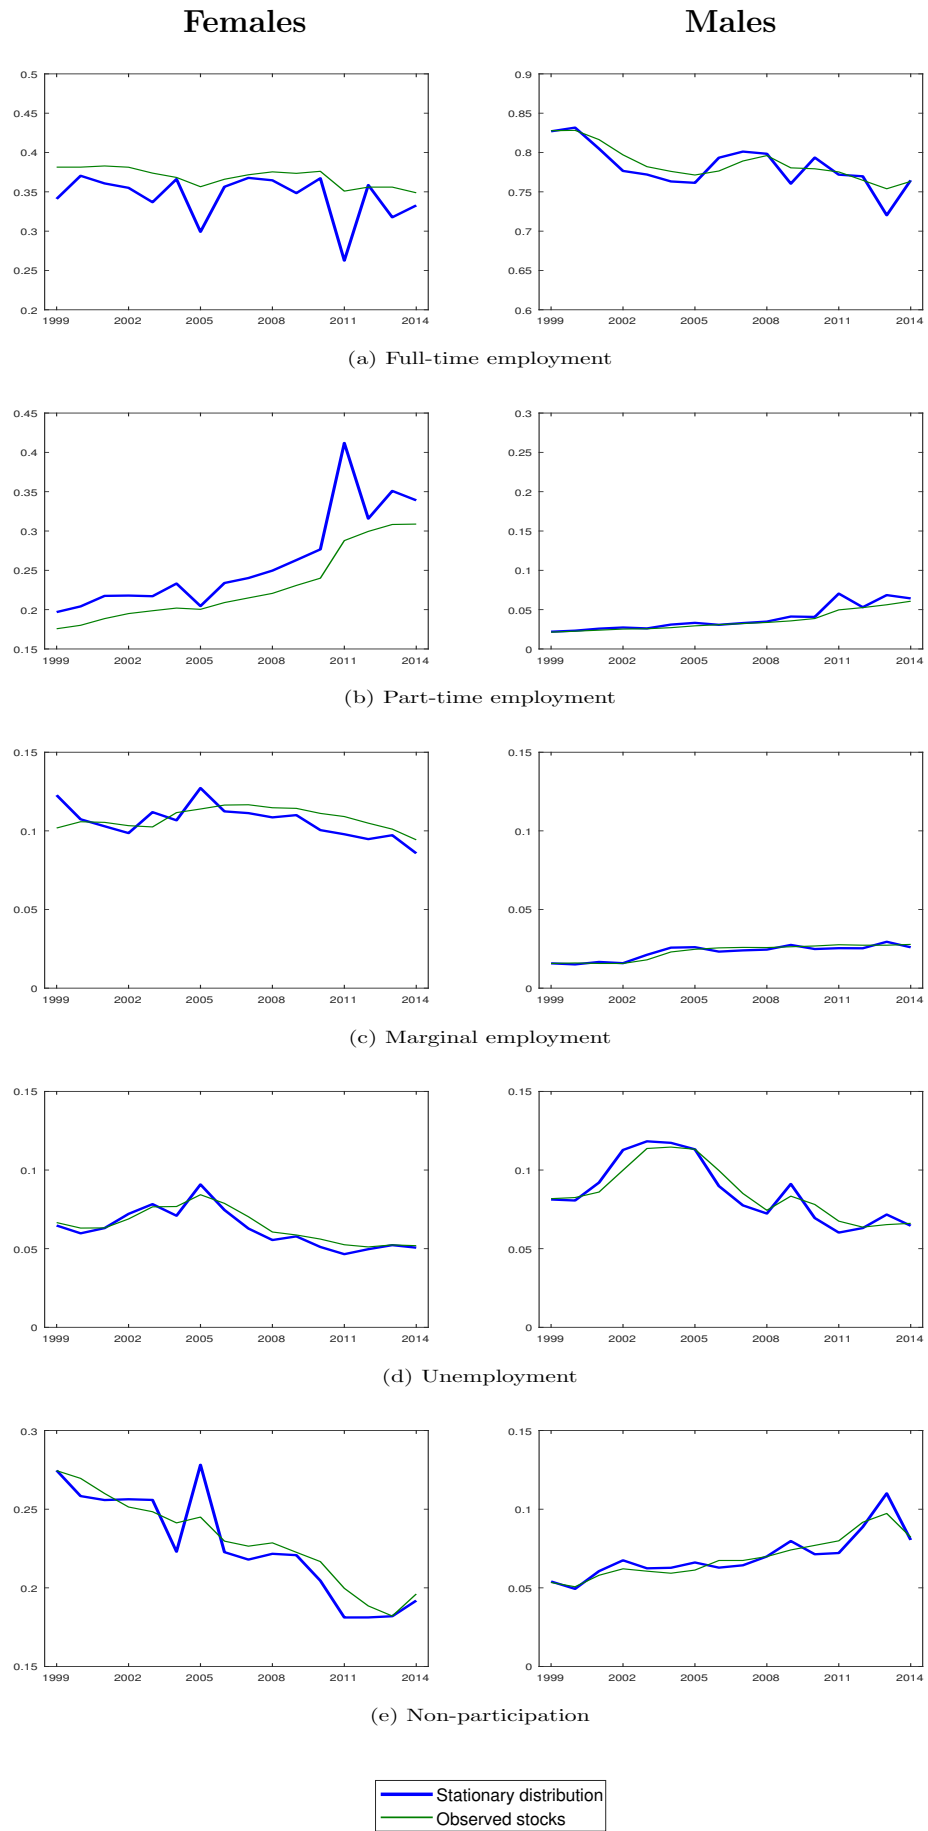 Females Males
0.5
0.45
0.4
0.35
0.3
0.25
0.2
1999 2002 2005 2008 2011 2014
0.9
0.85
0.8
0.75
0.7
0.65
0.6
1999 2002 2005 2008 2011 2014
(a) Full-time employment
0.45
0.4
0.35
0.3
0.25
0.2
0.15
1999 2002 2005 2008 2011 2014
0.3
0.25
0.2
0.15
0.1
0.05
0
1999 2002 2005 2008 2011 2014
(b) Part-time employment
0.15
0.1
0.05
0
1999 2002 2005 2008 2011 2014
0.15
0.1
0.05
0
1999 2002 2005 2008 2011 2014
(c) Marginal employment
0.15
0.1
0.05
0
1999 2002 2005 2008 2011 2014
0.15
0.1
0.05
0
1999 2002 2005 2008 2011 2014
(d) Unemployment
0.3
0.25
0.2
0.15
1999 2002 2005 2008 2011 2014
0.15
0.1
0.05
0
1999 2002 2005 2008 2011 2014
(e) Non-participation
Stationary distribution
Observed stocks